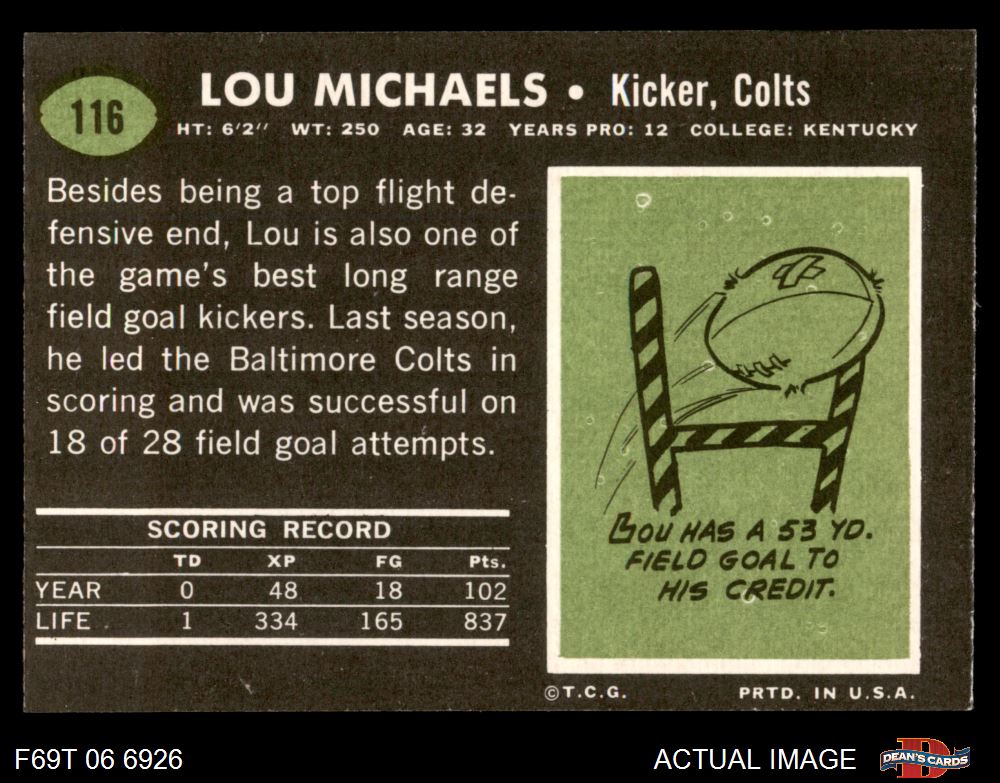 116
LOU MICHAELS • Kicker, Colts
HT: 6'2" WT: 250 AGE: 32 YEARS PRO: 12 COLLEGE: KENTUCKY
Besides being a top flight de-
fensive end, Lou is also one of
the game's best long range
field goal kickers. Last season,
he led the Baltimore Colts in
scoring and was successful on
18 of 28 field goal attempts.
SCORING RECORD
TD XP FG Pts.
YEAR 0 48 18 102
LIFE 1 334 165 837
LOU HAS A 53 YD.
FIELD GOAL TO
HIS CREDIT.
©T.C.G. PRTD. IN U.S.A.
F69T 06 6926
ACTUAL IMAGE
D
DEAN'S CARDS